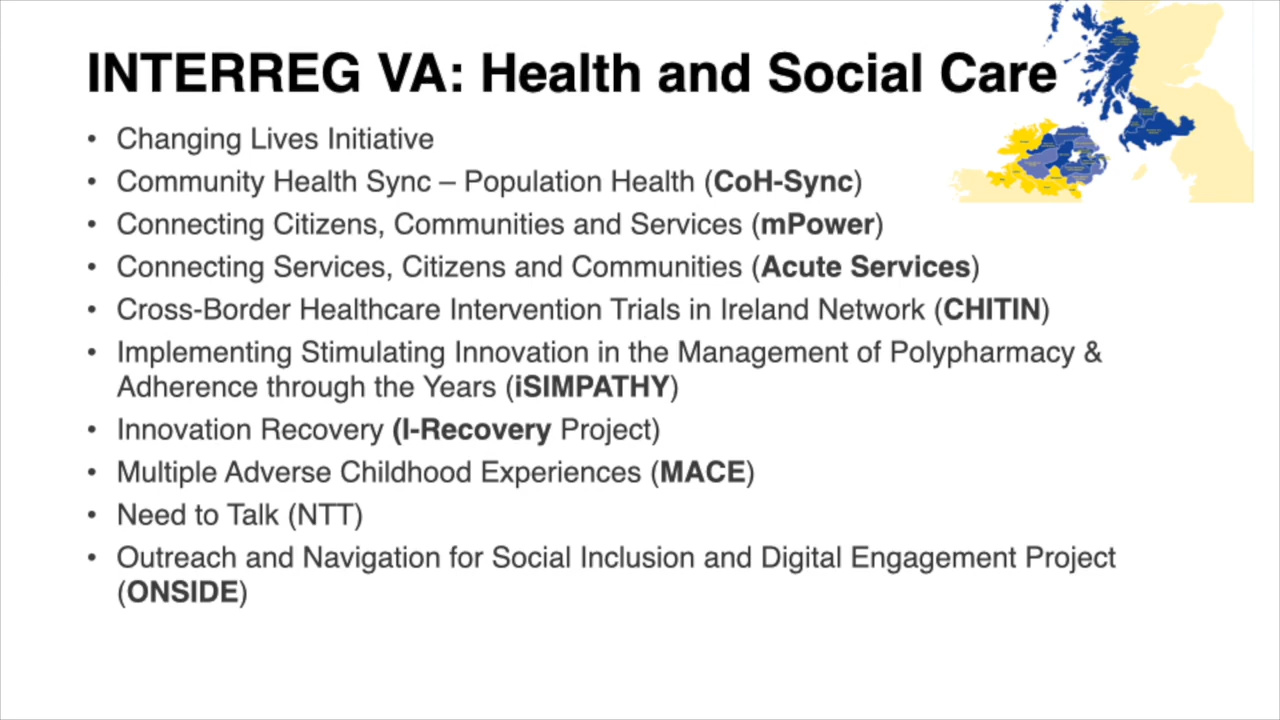 INTERREG VA: Health and Social Care
• Changing Lives Initiative
• Community Health Sync – Population Health (CoH-Sync)
• Connecting Citizens, Communities and Services (mPower)
• Connecting Services, Citizens and Communities (Acute Services)
• Cross-Border Healthcare Intervention Trials in Ireland Network (CHITIN)
• Implementing Stimulating Innovation in the Management of Polypharmacy &
Adherence through the Years (iSIMPATHY)
• Innovation Recovery (I-Recovery Project)
• Multiple Adverse Childhood Experiences (MACE)
• Need to Talk (NTT)
• Outreach and Navigation for Social Inclusion and Digital Engagement Project
(ONSIDE)